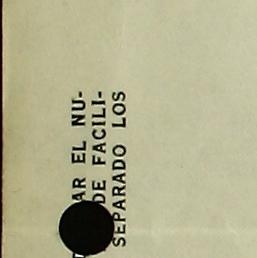 AR EL NU-
DE FACILI-
SEPARADO LOS